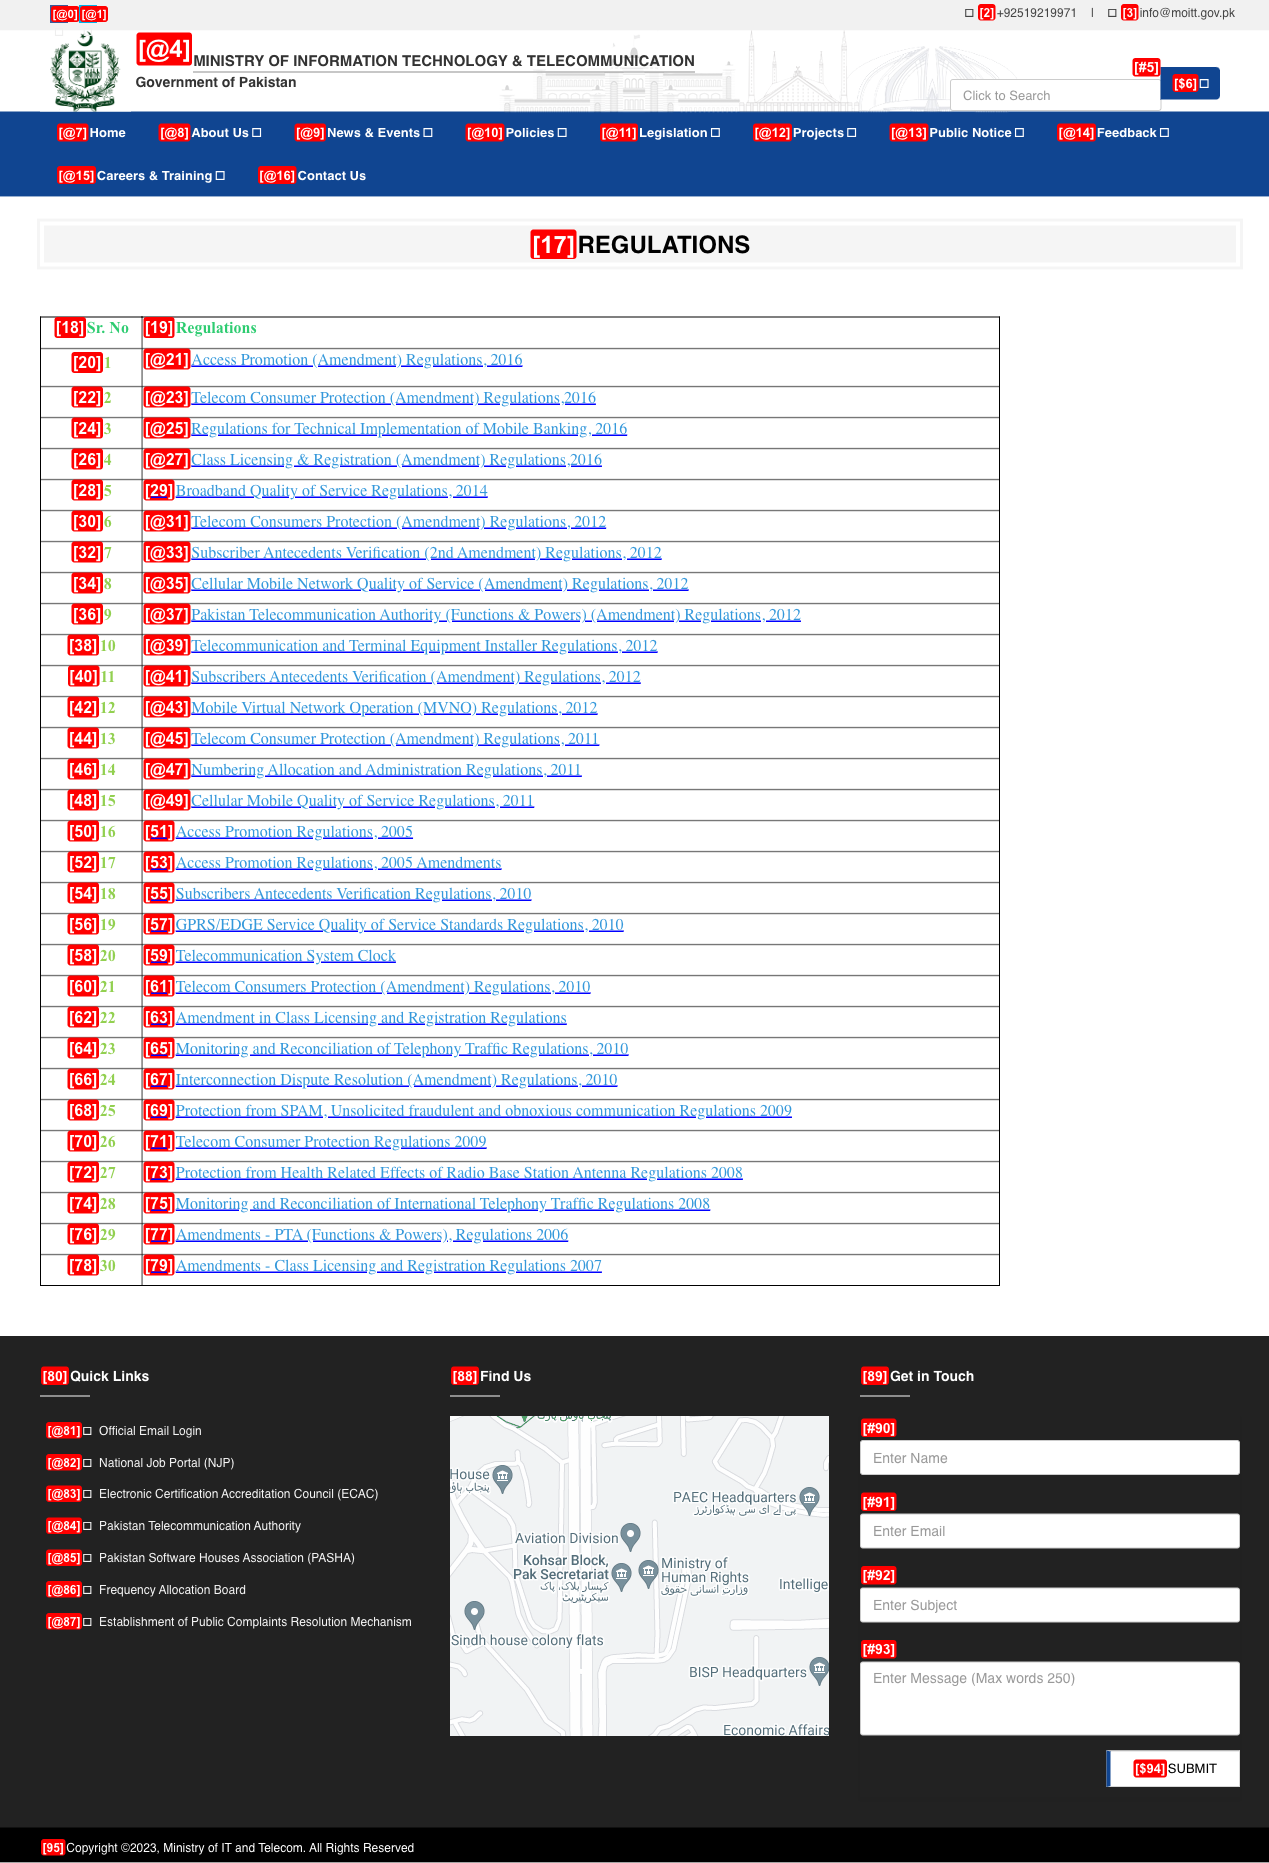 [@0] [@1]
[2] +92519219971 | [3] info@moitt.gov.pk
[@4] MINISTRY OF INFORMATION TECHNOLOGY & TELECOMMUNICATION
Government of Pakistan
[#5]
Click to Search
[$6]
[@7] Home [@8] About Us [@9] News & Events [@10] Policies [@11] Legislation [@12] Projects [@13] Public Notice [@14] Feedback
[@15] Careers & Training [@16] Contact Us
[17] REGULATIONS
[18] Sr. No [19] Regulations
[20] 1 [@21] Access Promotion (Amendment) Regulations, 2016
[22] 2 [@23] Telecom Consumer Protection (Amendment) Regulations,2016
[24] 3 [@25] Regulations for Technical Implementation of Mobile Banking, 2016
[26] 4 [@27] Class Licensing & Registration (Amendment) Regulations,2016
[28] 5 [29] Broadband Quality of Service Regulations, 2014
[30] 6 [@31] Telecom Consumers Protection (Amendment) Regulations, 2012
[32] 7 [@33] Subscriber Antecedents Verification (2nd Amendment) Regulations, 2012
[34] 8 [@35] Cellular Mobile Network Quality of Service (Amendment) Regulations, 2012
[36] 9 [@37] Pakistan Telecommunication Authority (Functions & Powers) (Amendment) Regulations, 2012
[38] 10 [@39] Telecommunication and Terminal Equipment Installer Regulations, 2012
[40] 11 [@41] Subscribers Antecedents Verification (Amendment) Regulations, 2012
[42] 12 [@43] Mobile Virtual Network Operation (MVNO) Regulations, 2012
[44] 13 [@45] Telecom Consumer Protection (Amendment) Regulations, 2011
[46] 14 [@47] Numbering Allocation and Administration Regulations, 2011
[48] 15 [@49] Cellular Mobile Quality of Service Regulations, 2011
[50] 16 [51] Access Promotion Regulations, 2005
[52] 17 [53] Access Promotion Regulations, 2005 Amendments
[54] 18 [55] Subscribers Antecedents Verification Regulations, 2010
[56] 19 [57] GPRS/EDGE Service Quality of Service Standards Regulations, 2010
[58] 20 [59] Telecommunication System Clock
[60] 21 [61] Telecom Consumers Protection (Amendment) Regulations, 2010
[62] 22 [63] Amendment in Class Licensing and Registration Regulations
[64] 23 [65] Monitoring and Reconciliation of Telephony Traffic Regulations, 2010
[66] 24 [67] Interconnection Dispute Resolution (Amendment) Regulations, 2010
[68] 25 [69] Protection from SPAM, Unsolicited fraudulent and obnoxious communication Regulations 2009
[70] 26 [71] Telecom Consumer Protection Regulations 2009
[72] 27 [73] Protection from Health Related Effects of Radio Base Station Antenna Regulations 2008
[74] 28 [75] Monitoring and Reconciliation of International Telephony Traffic Regulations 2008
[76] 29 [77] Amendments - PTA (Functions & Powers), Regulations 2006
[78] 30 [79] Amendments - Class Licensing and Registration Regulations 2007
[80] Quick Links
[@81] Official Email Login
[@82] National Job Portal (NJP)
[@83] Electronic Certification Accreditation Council (ECAC)
[@84] Pakistan Telecommunication Authority
[@85] Pakistan Software Houses Association (PASHA)
[@86] Frequency Allocation Board
[@87] Establishment of Public Complaints Resolution Mechanism
[88] Find Us
House
PAEC Headquarters
پی اے ای سی ہیڈکوارٹرز
Aviation Division
Kohsar Block,
Pak Secretariat
کہسار بلاک، پاک
سیکریٹیریٹ
Ministry of
Human Rights
وزارت انسانی حقوق
Intellige
Sindh house colony flats
BISP Headquarters
Economic Affairs
[89] Get in Touch
[#90]
Enter Name
[#91]
Enter Email
[#92]
Enter Subject
[#93]
Enter Message (Max words 250)
[$94] SUBMIT
[95] Copyright ©2023, Ministry of IT and Telecom. All Rights Reserved